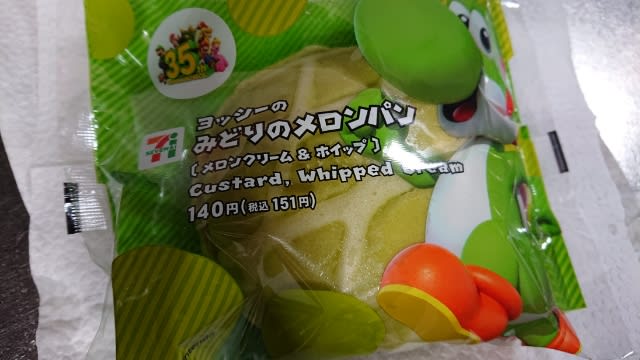 35
ヨッシーの
みどりのメロンパン
[メロンクリーム & ホイップ]
Custard, Whipped Cream
140円(税込151円)